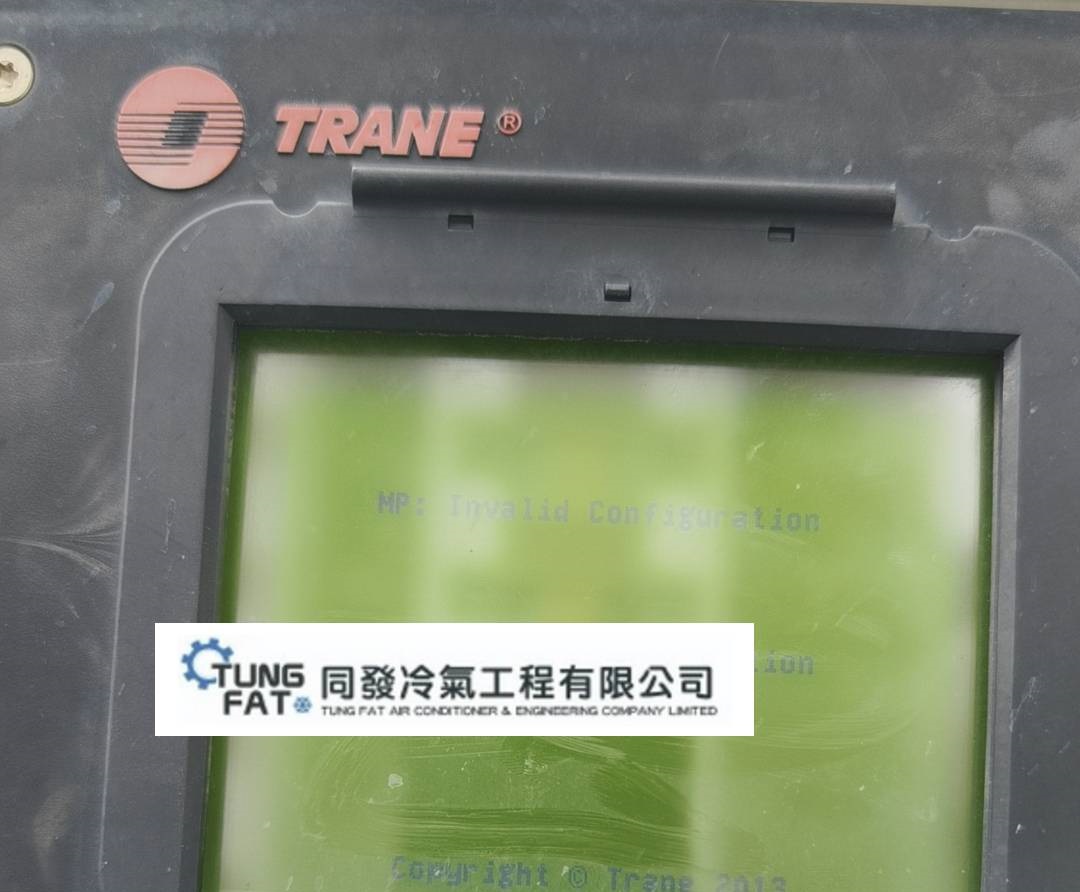 TRANE®
MP: Invalid Configuration
TUNG FAT
同發冷氣工程有限公司
TUNG FAT AIR CONDITIONER & ENGINEERING COMPANY LIMITED
Copyright © Trane 2013